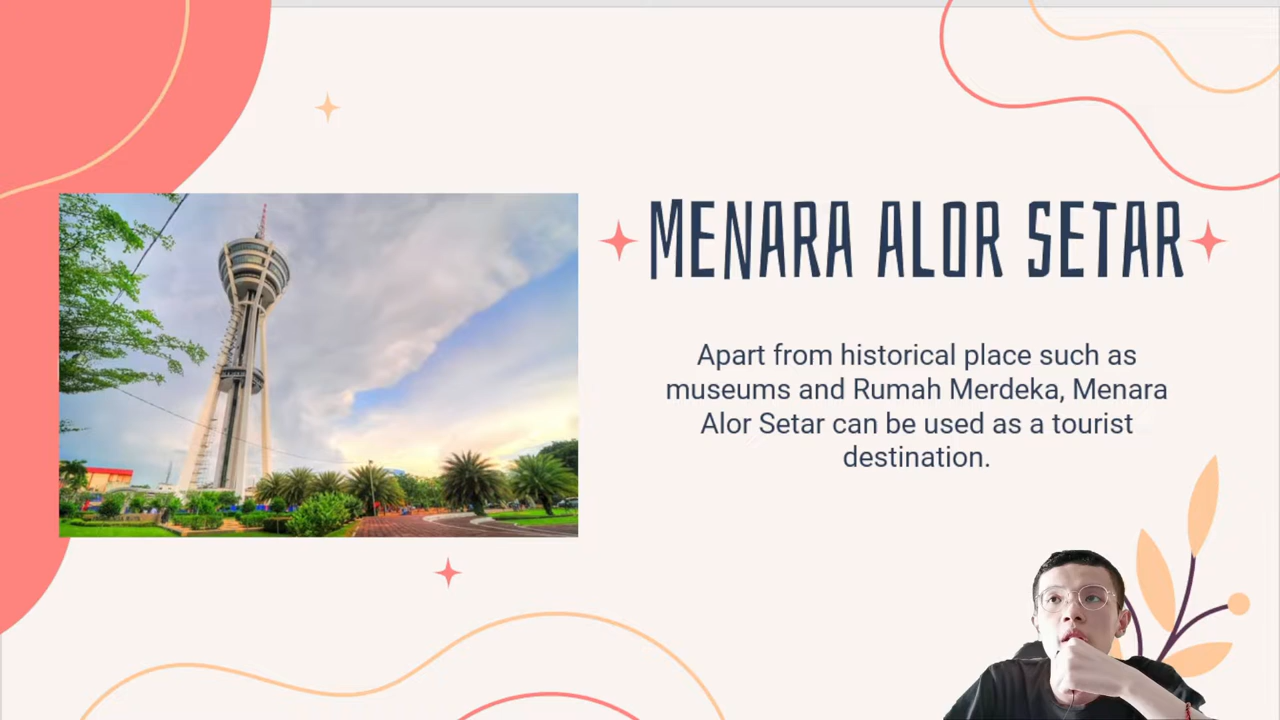 MENARA ALOR SETAR
Apart from historical place such as
museums and Rumah Merdeka, Menara
Alor Setar can be used as a tourist
destination.